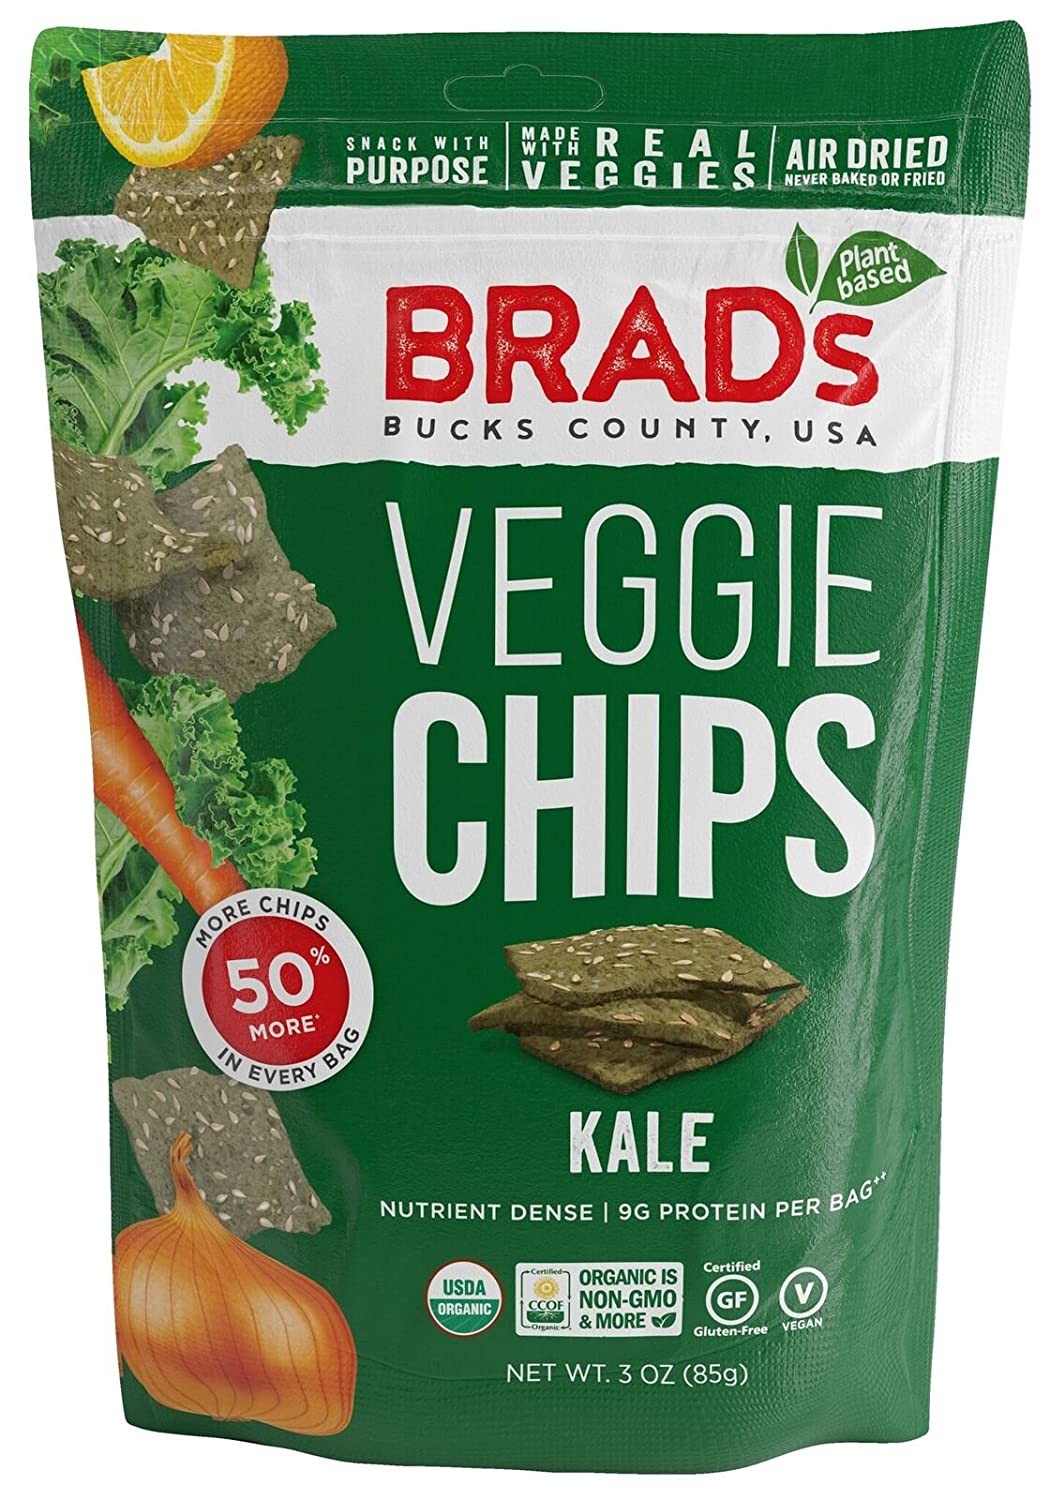 SNACK WITH
PURPOSE
MADE
WITH REAL
VEGGIES
AIR DRIED
NEVER BAKED OR FRIED
Plant
based
BRADs
BUCKS COUNTY, USA
VEGGIE
CHIPS
MORE CHIPS
50%
MORE+
IN EVERY BAG
KALE
NUTRIENT DENSE | 9G PROTEIN PER BAG++
USDA
ORGANIC
Certified
CCOF
Organic
ORGANIC IS
NON-GMO
& MORE
Certified
GF
Gluten-Free
V
VEGAN
NET WT. 3 OZ (85g)